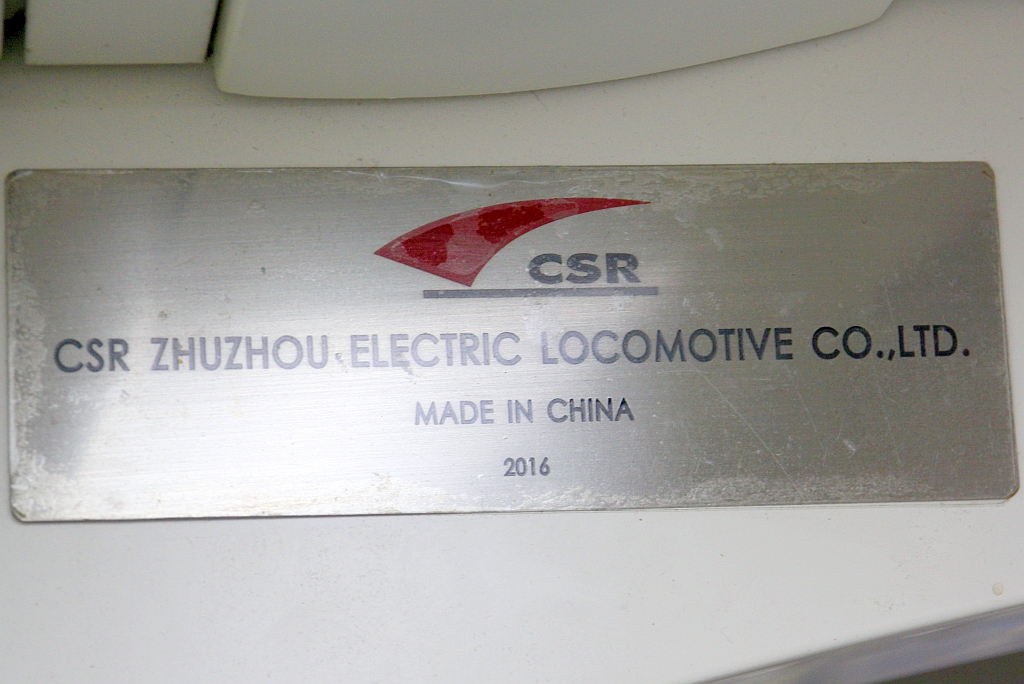 CSR
CSR ZHUZHOU ELECTRIC LOCOMOTIVE CO.,LTD.
MADE IN CHINA
2016